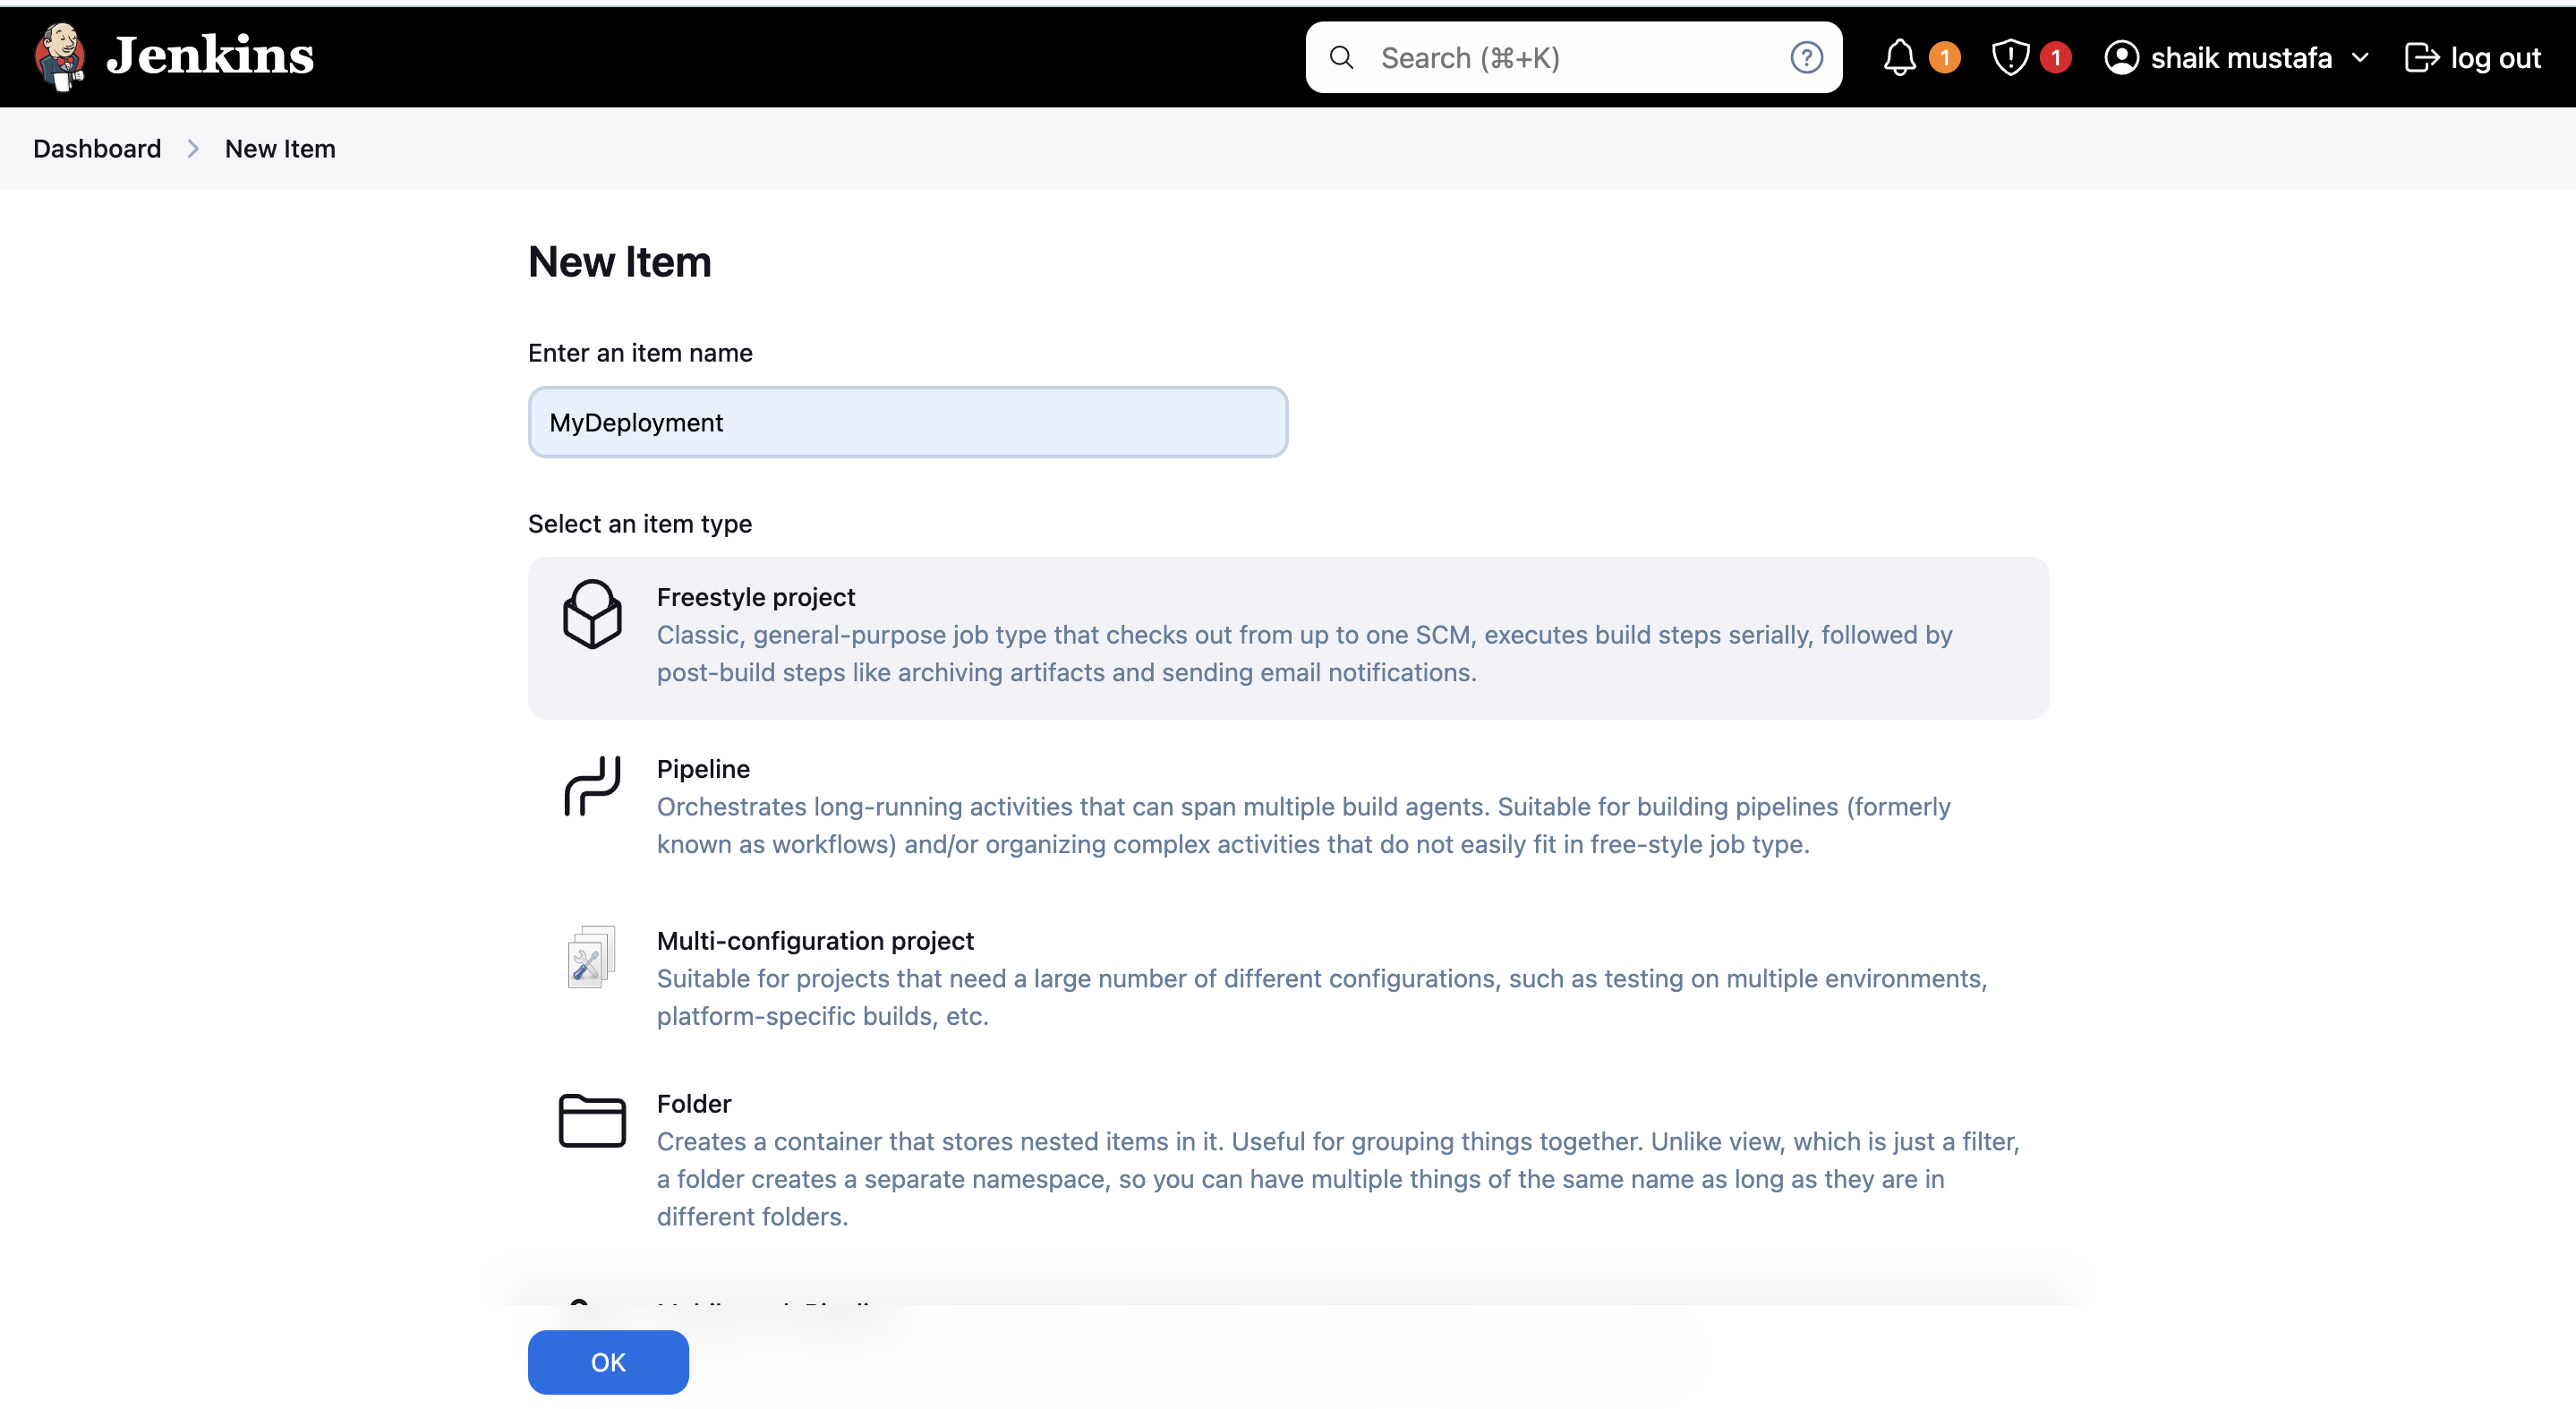 Jenkins
Search (⌘+K)
?
1
1
shaik mustafa
log out
Dashboard
New Item
New Item
Enter an item name
MyDeployment
Select an item type
Freestyle project
Classic, general-purpose job type that checks out from up to one SCM, executes build steps serially, followed by
post-build steps like archiving artifacts and sending email notifications.
Pipeline
Orchestrates long-running activities that can span multiple build agents. Suitable for building pipelines (formerly
known as workflows) and/or organizing complex activities that do not easily fit in free-style job type.
Multi-configuration project
Suitable for projects that need a large number of different configurations, such as testing on multiple environments,
platform-specific builds, etc.
Folder
Creates a container that stores nested items in it. Useful for grouping things together. Unlike view, which is just a filter,
a folder creates a separate namespace, so you can have multiple things of the same name as long as they are in
different folders.
OK